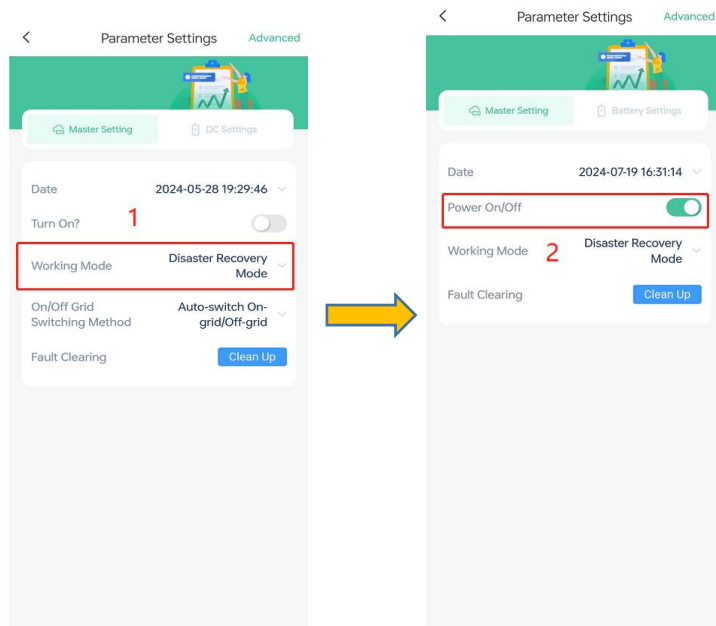 Parameter Settings Advanced
Master Setting DC Settings
Date 2024-05-28 19:29:46
Turn On? 1
Working Mode Disaster Recovery
Mode
On/Off Grid Auto-switch On-
Switching Method grid/Off-grid
Fault Clearing Clean Up
Parameter Settings Advanced
Master Setting Battery Settings
Date 2024-07-19 16:31:14
Power On/Off
Working Mode 2 Disaster Recovery
Mode
Fault Clearing Clean Up